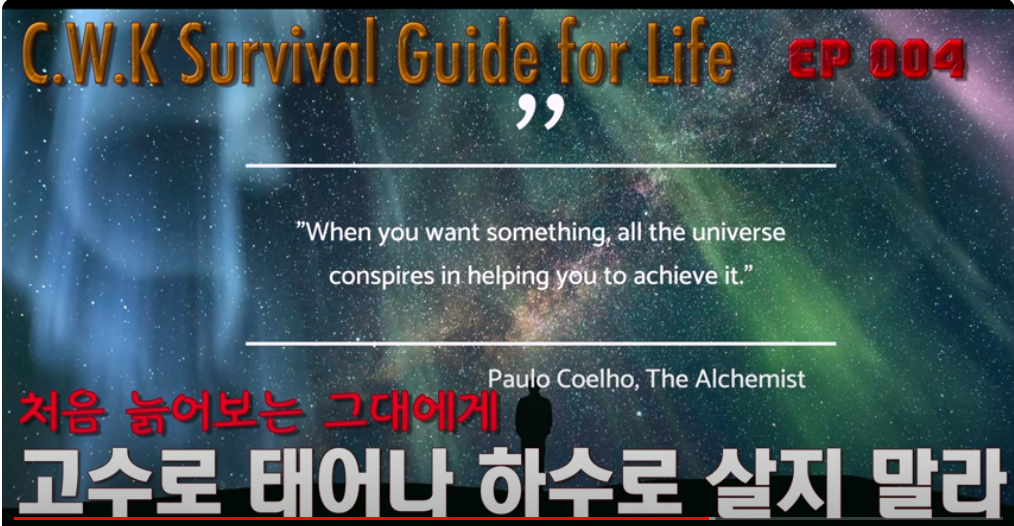 C.W.K Survival Guide for Life EP 004
”
”When you want something, all the universe
conspires in helping you to achieve it.”
Paulo Coelho, The Alchemist
처음 늙어보는 그대에게
고수로 태어나 하수로 살지 말라